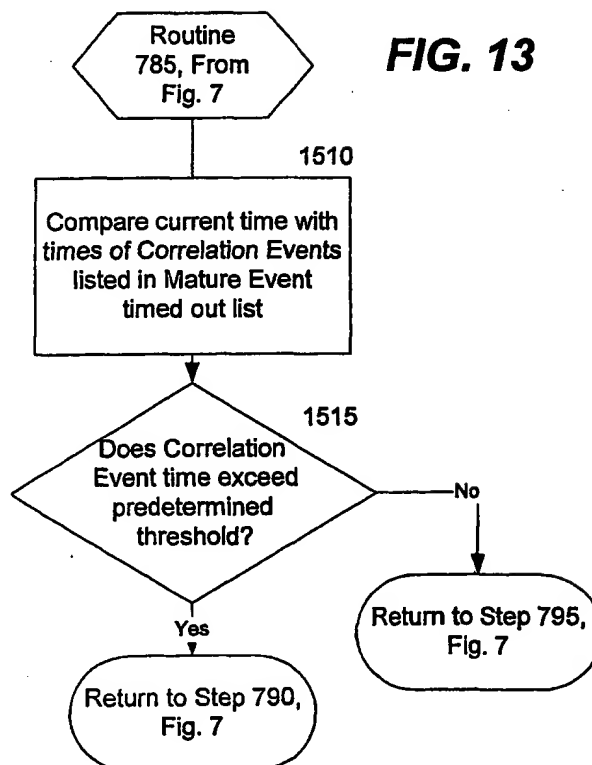 Routine
785, From
Fig. 7
FIG. 13
1510
Compare current time with
times of Correlation Events
listed in Mature Event
timed out list
1515
Does Correlation
Event time exceed
predetermined
threshold?
No
Yes
Return to Step 795,
Fig. 7
Return to Step 790,
Fig. 7